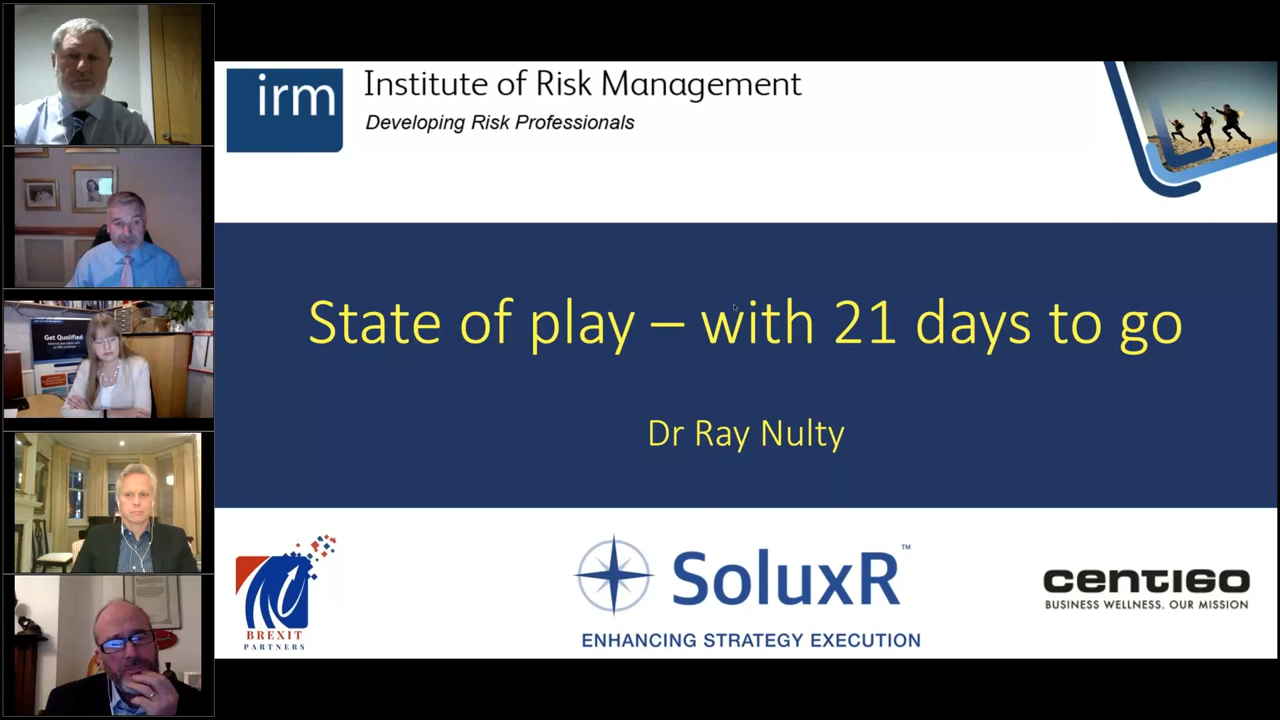 irm
Institute of Risk Management
Developing Risk Professionals
State of play – with 21 days to go
Dr Ray Nulty
Get Qualified
BREXIT
PARTNERS
SoluxR™
ENHANCING STRATEGY EXECUTION
CENTIGO
BUSINESS WELLNESS. OUR MISSION